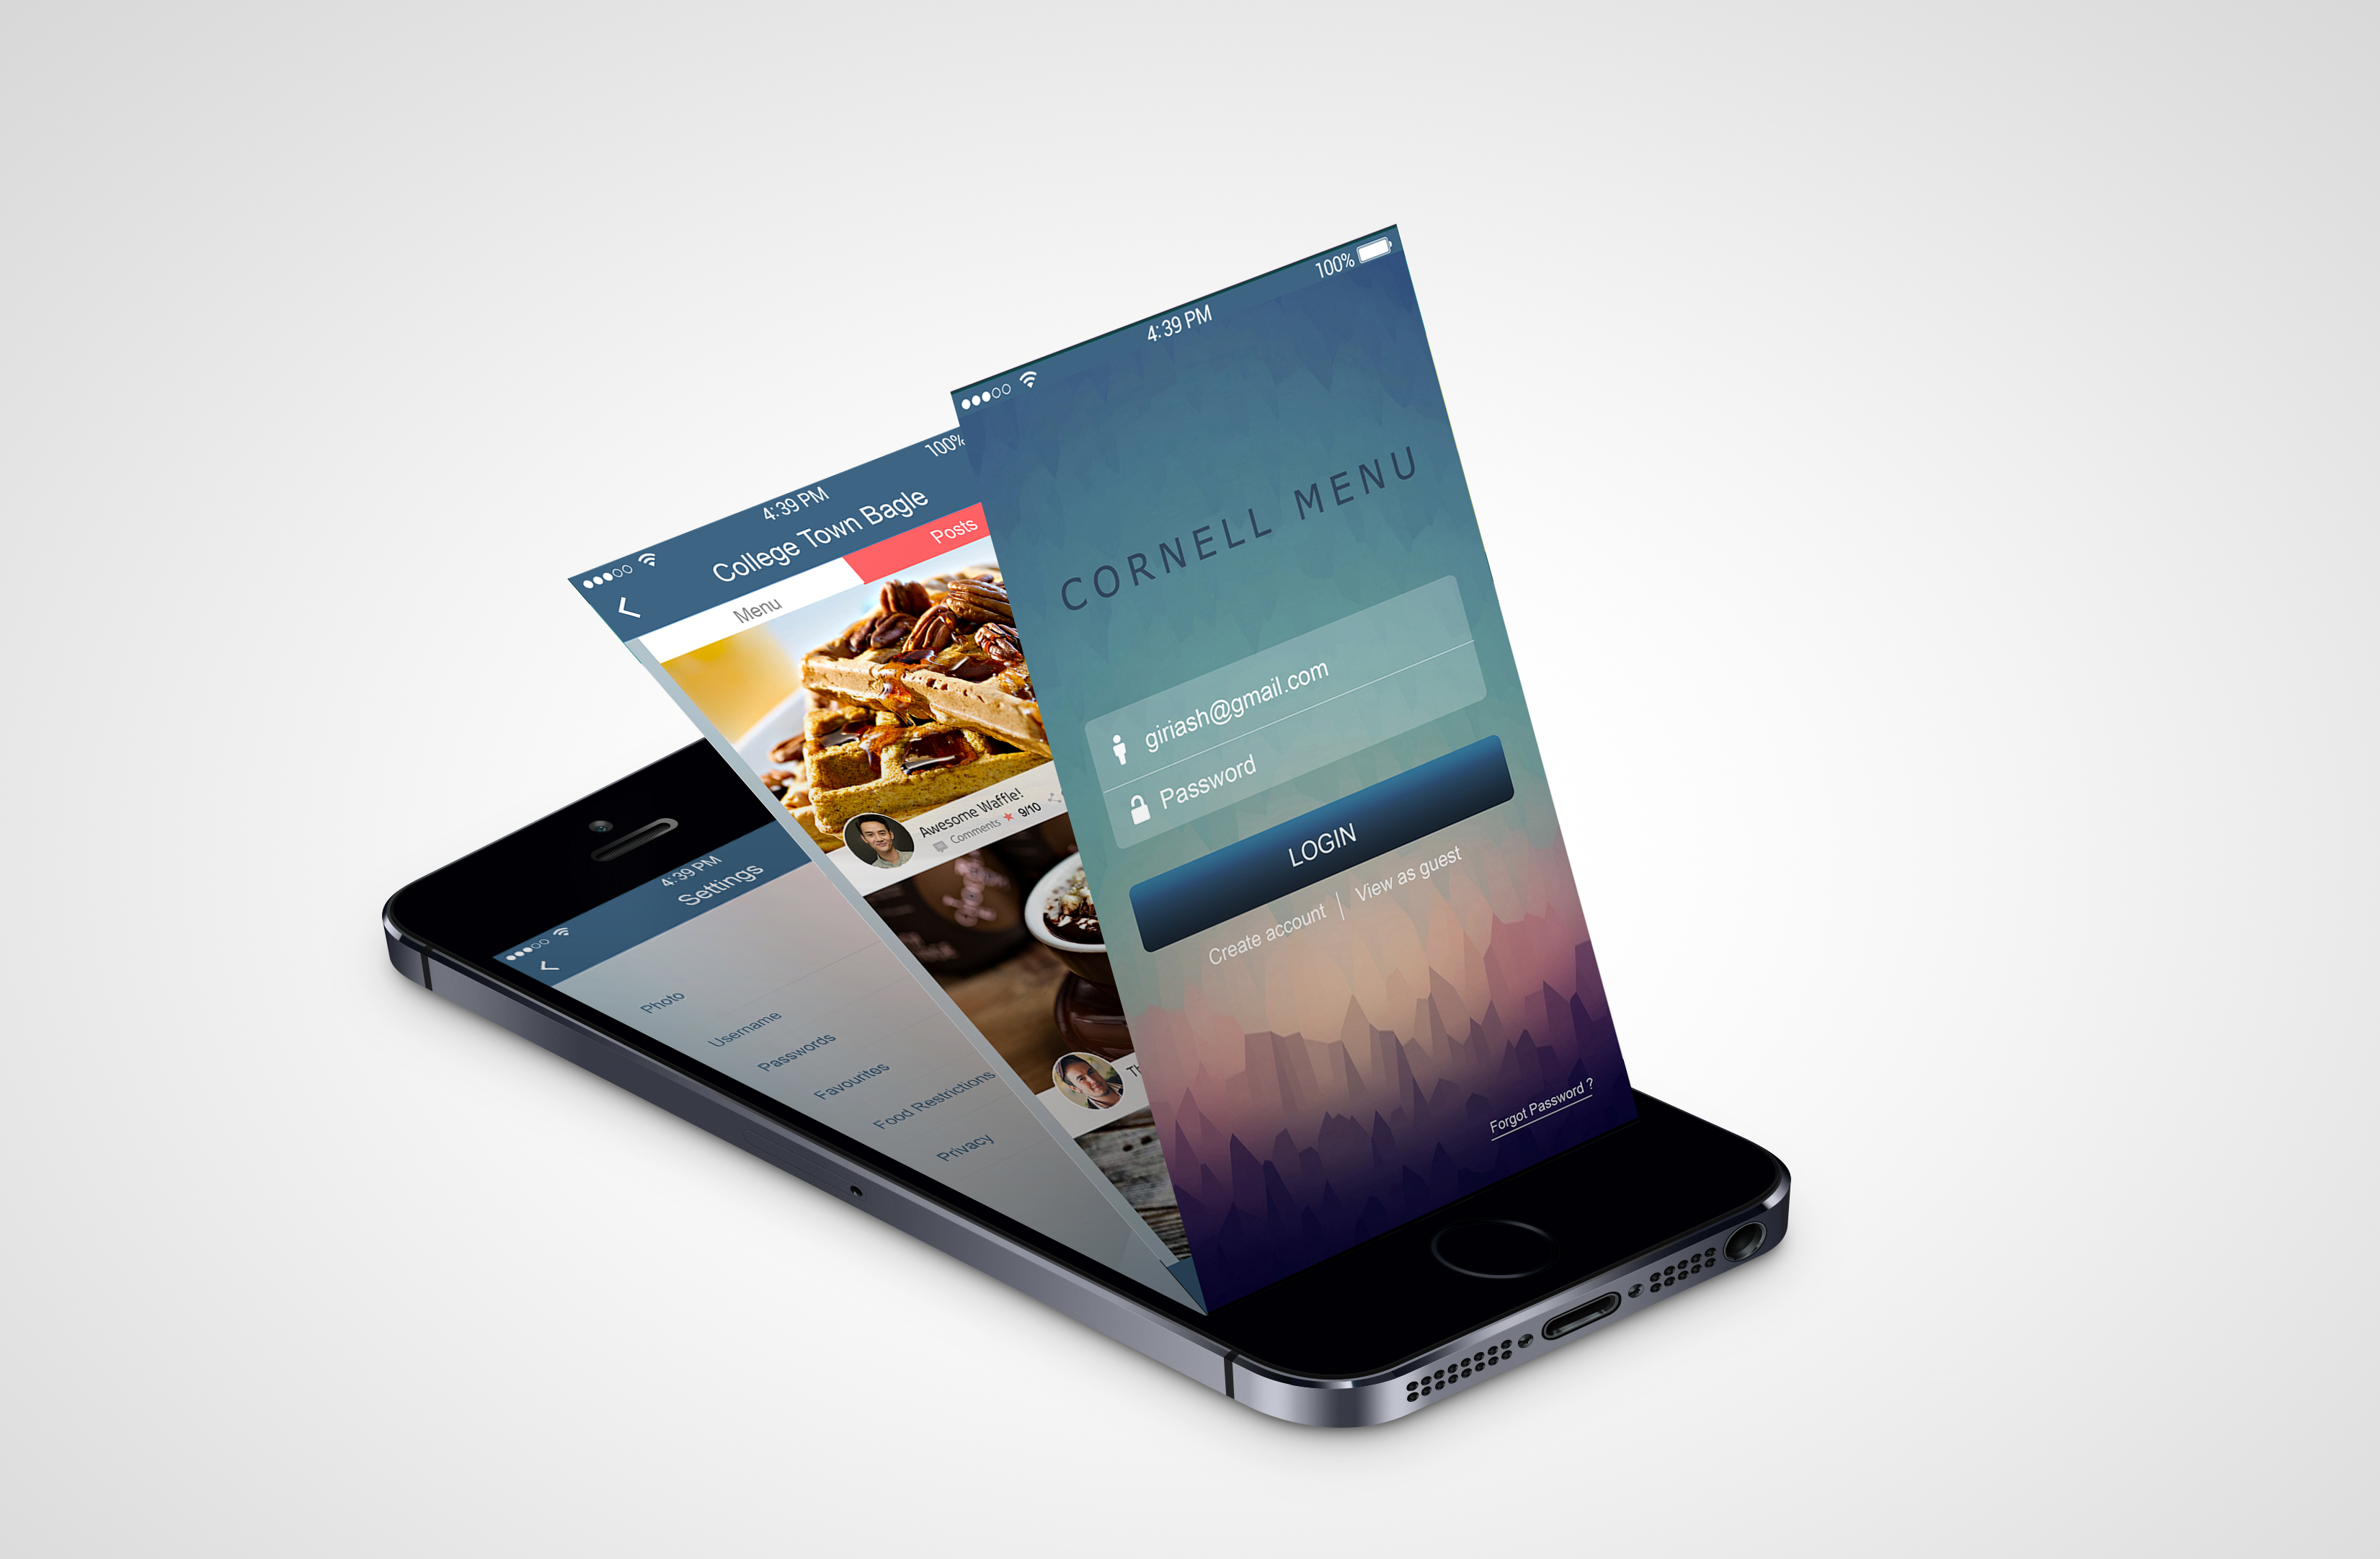 100%
4:39 PM
CORNELL MENU
giriash@gmail.com
Password
LOGIN
Create account | View as guest
Forgot Password ?
100%
4:39 PM
College Town Bagle
Menu Posts
Awesome Waffle!
Comments 9/10
Th
4:39 PM
Settings
Photo
Username
Passwords
Favourites
Food Restrictions
Privacy